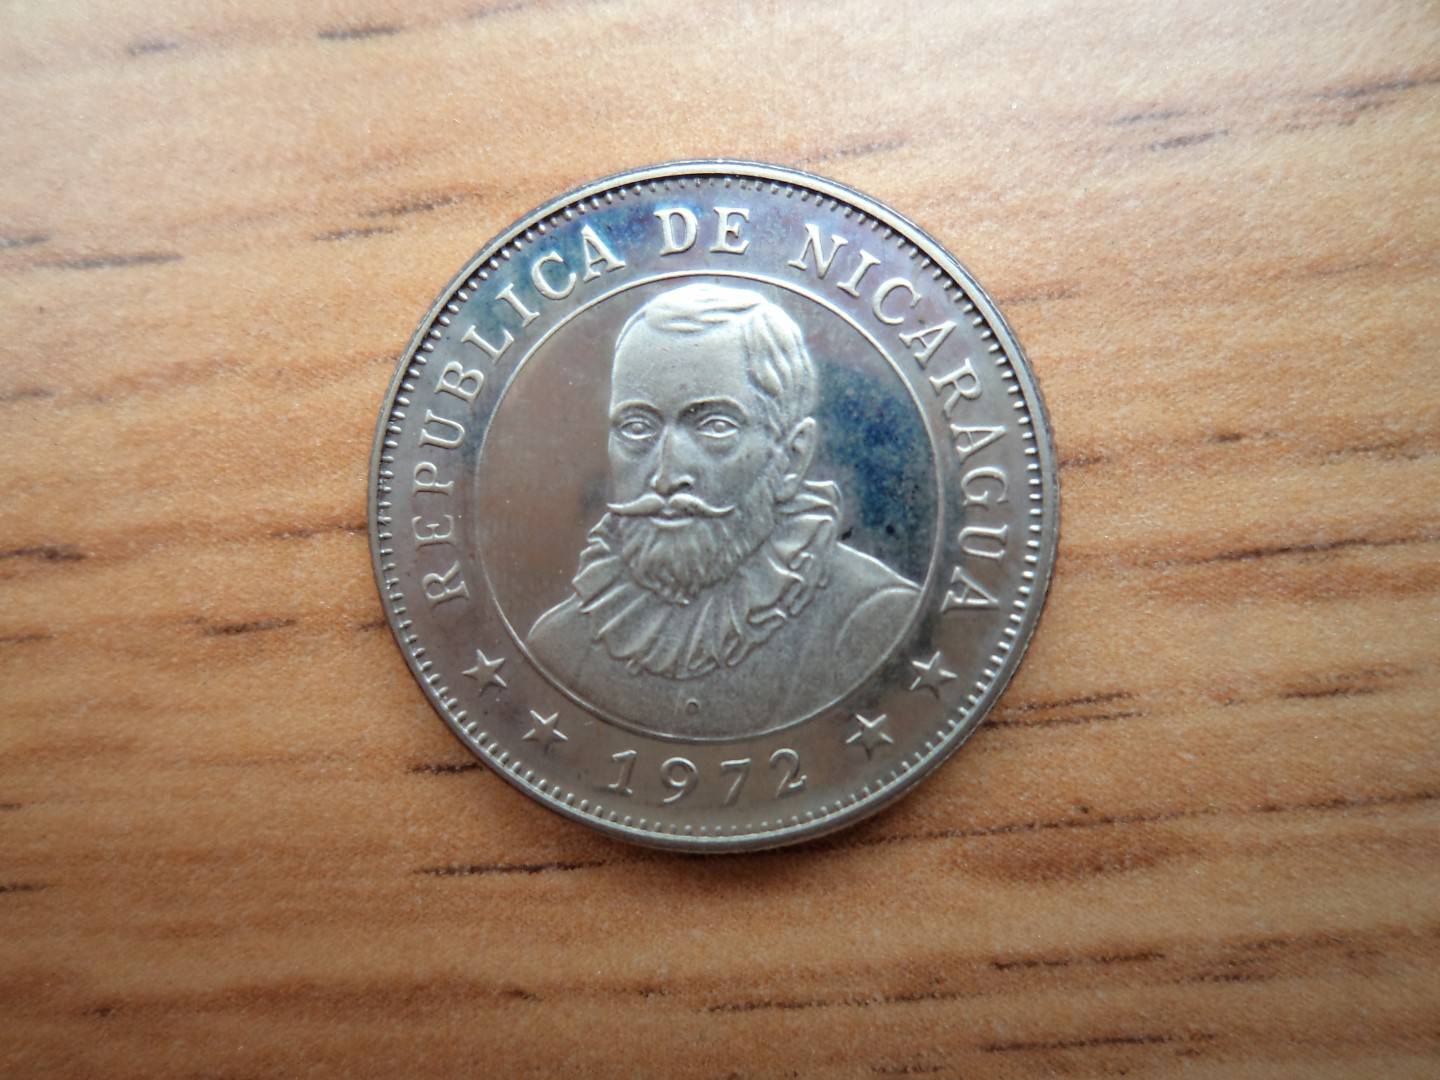 REPUBLICA DE NICARAGUA
1972